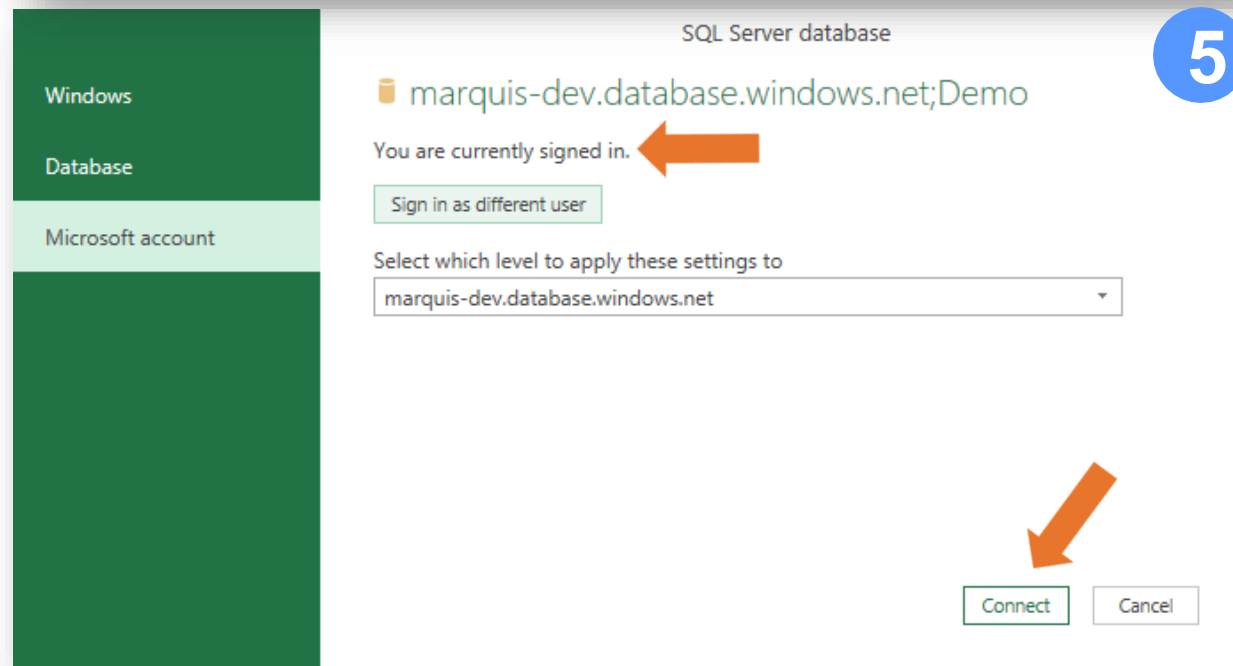 SQL Server database
5
Windows
Database
Microsoft account
marquis-dev.database.windows.net;Demo
You are currently signed in.
Sign in as different user
Select which level to apply these settings to
marquis-dev.database.windows.net
Connect
Cancel